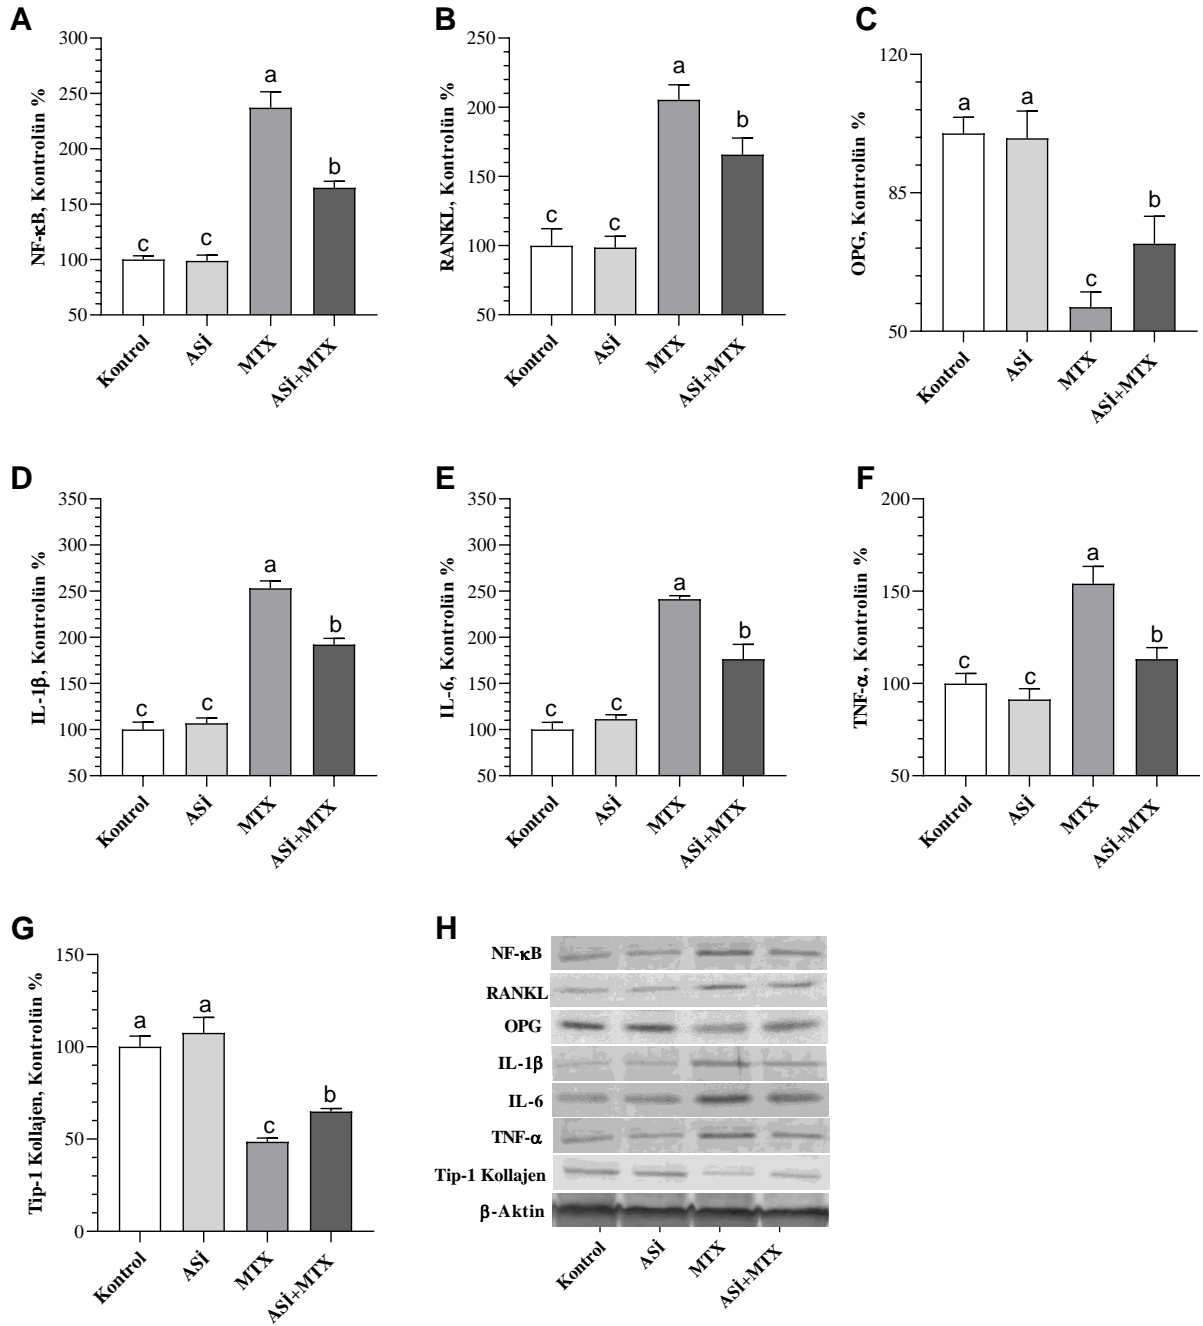 A
NF-κB, Kontrolün %
300
250
200
150
100
50
c
c
a
b
Kontrol
ASİ
MTX
ASİ+MTX
B
RANKL, Kontrolün %
250
200
150
100
50
c
c
a
b
Kontrol
ASİ
MTX
ASİ+MTX
C
OPG, Kontrolün %
120
85
50
a
a
c
b
Kontrol
ASİ
MTX
ASİ+MTX
D
IL-1β, Kontrolün %
350
300
250
200
150
100
50
c
c
a
b
Kontrol
ASİ
MTX
ASİ+MTX
E
IL-6, Kontrolün %
350
300
250
200
150
100
50
c
c
a
b
Kontrol
ASİ
MTX
ASİ+MTX
F
TNF-α, Kontrolün %
200
150
100
50
c
c
a
b
Kontrol
ASİ
MTX
ASİ+MTX
G
Tip-1 Kollajen, Kontrolün %
150
100
50
0
a
a
c
b
Kontrol
ASİ
MTX
ASİ+MTX
H
NF-κB
RANKL
OPG
IL-1β
IL-6
TNF-α
Tip-1 Kollajen
β-Aktin
Kontrol
ASİ
MTX
ASİ+MTX